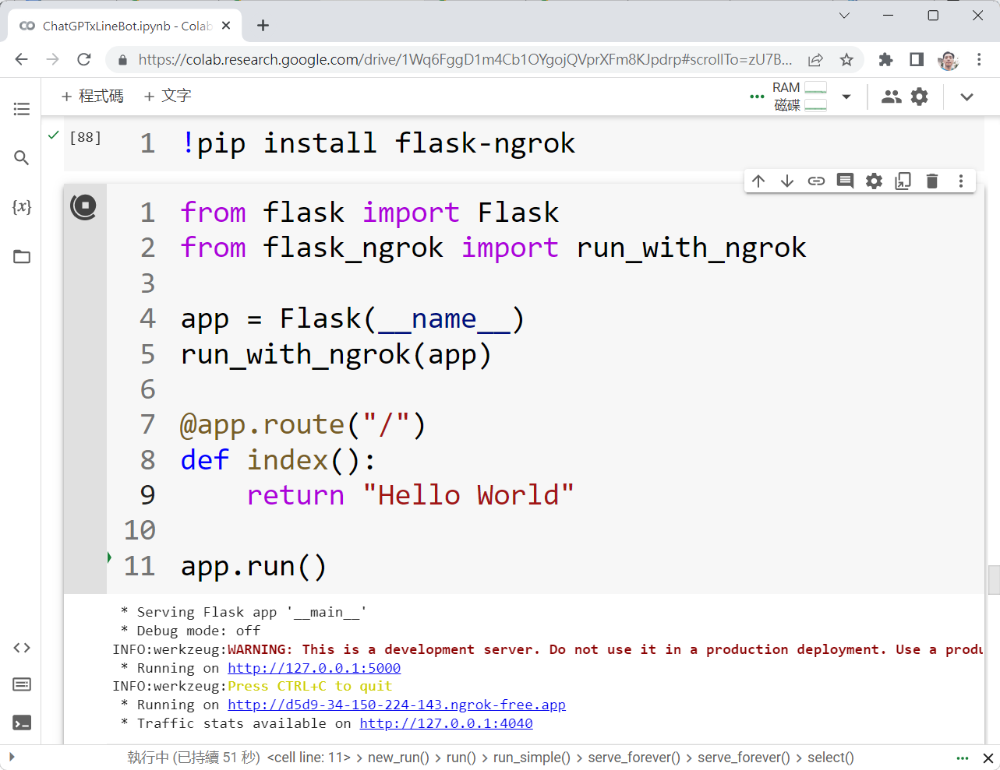 ChatGPTxLineBot.ipynb - Colab
https://colab.research.google.com/drive/1Wq6FggD1m4Cb1OYgojQVprXFm8KJpdrp#scrollTo=zU7B...
+ 程式碼 + 文字
RAM
磁碟
[88] 1 !pip install flask-ngrok
1 from flask import Flask
2 from flask_ngrok import run_with_ngrok
3
4 app = Flask(__name__)
5 run_with_ngrok(app)
6
7 @app.route("/")
8 def index():
9     return "Hello World"
10
11 app.run()
* Serving Flask app '__main__'
* Debug mode: off
INFO:werkzeug:WARNING: This is a development server. Do not use it in a production deployment. Use a produ
* Running on http://127.0.0.1:5000
INFO:werkzeug:Press CTRL+C to quit
* Running on http://d5d9-34-150-224-143.ngrok-free.app
* Traffic stats available on http://127.0.0.1:4040
執行中 (已持續 51 秒) <cell line: 11> > new_run() > run() > run_simple() > serve_forever() > serve_forever() > select()